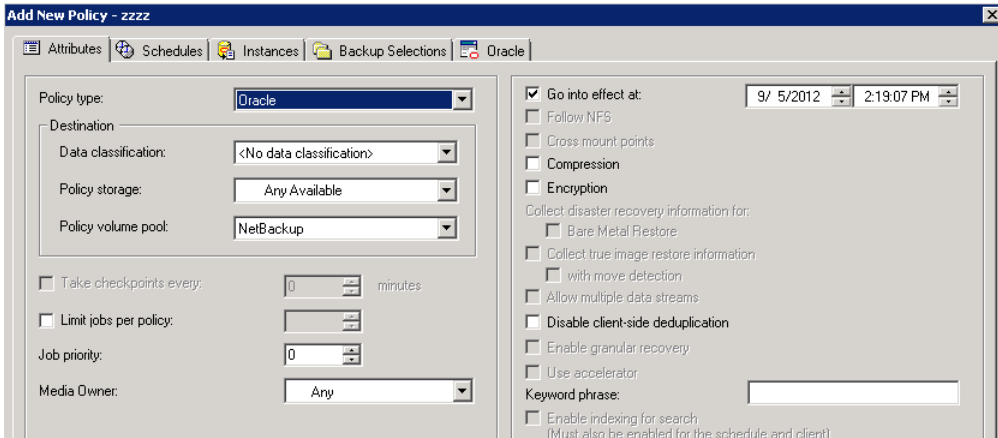 Add New Policy - zzzz
Attributes
Schedules
Instances
Backup Selections
Oracle
Policy type:
Oracle
Destination
Data classification:
<No data classification>
Policy storage:
Any Available
Policy volume pool:
NetBackup
Take checkpoints every:
0
minutes
Limit jobs per policy:
Job priority:
0
Media Owner:
Any
Go into effect at:
9/ 5/2012
2:19:07 PM
Follow NFS
Cross mount points
Compression
Encryption
Collect disaster recovery information for:
Bare Metal Restore
Collect true image restore information
with move detection
Allow multiple data streams
Disable client-side deduplication
Enable granular recovery
Use accelerator
Keyword phrase:
Enable indexing for search
(Must also be enabled for the schedule and client)